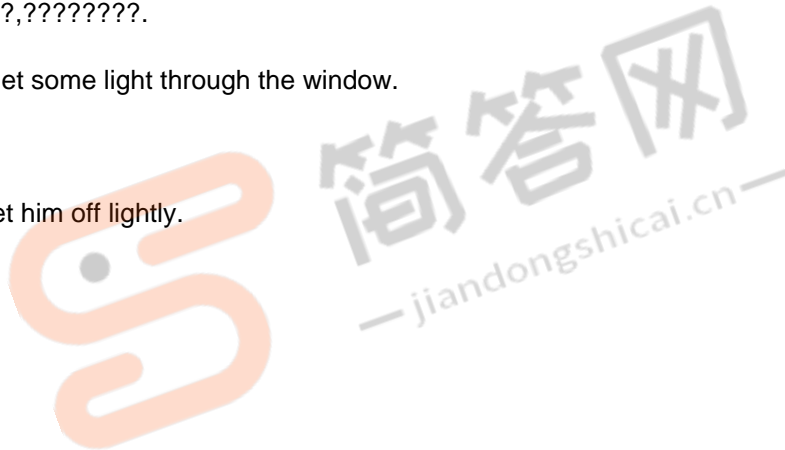 ?,????????.
et some light through the window.
et him off lightly.
简答网
jiandongshicai.cn